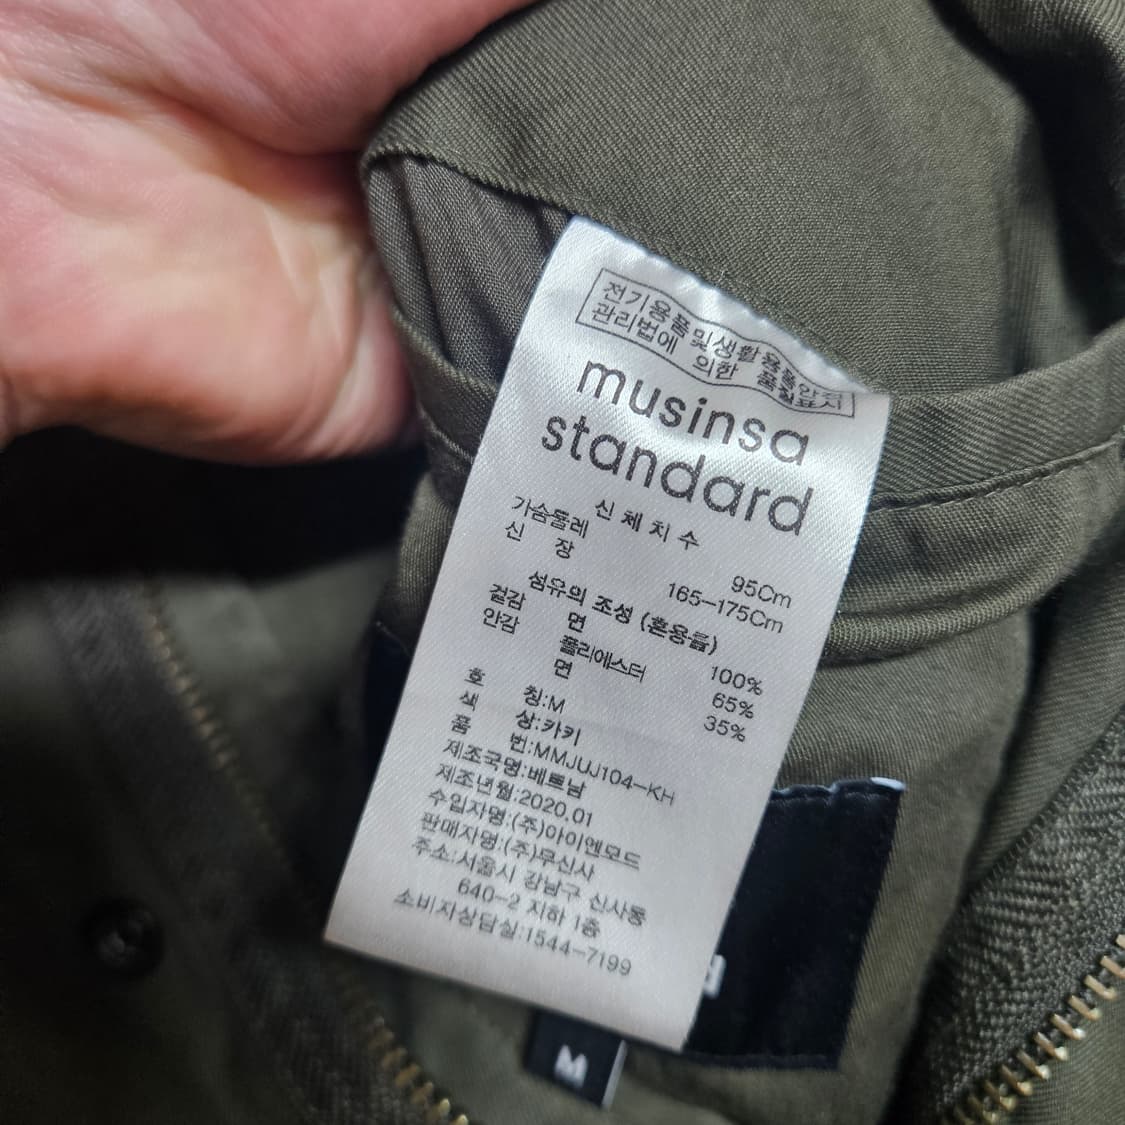 전기용품및생활용품안전
관리법에 의한 품질표시
musinsa
standard
신체치수
가슴둘레 95Cm
신 장 165-175Cm
섬유의 조성 (혼용률)
겉감 면 100%
안감 폴리에스터 65%
면 35%
호 칭:M
색 상:카키
품 번:MMJUJ104-KH
제조국명:베트남
제조년월:2020.01
수입자명:(주)아이엔모드
판매자명:(주)무신사
주소:서울시 강남구 신사동
640-2 지하 1층
소비자상담실:1544-7199
M